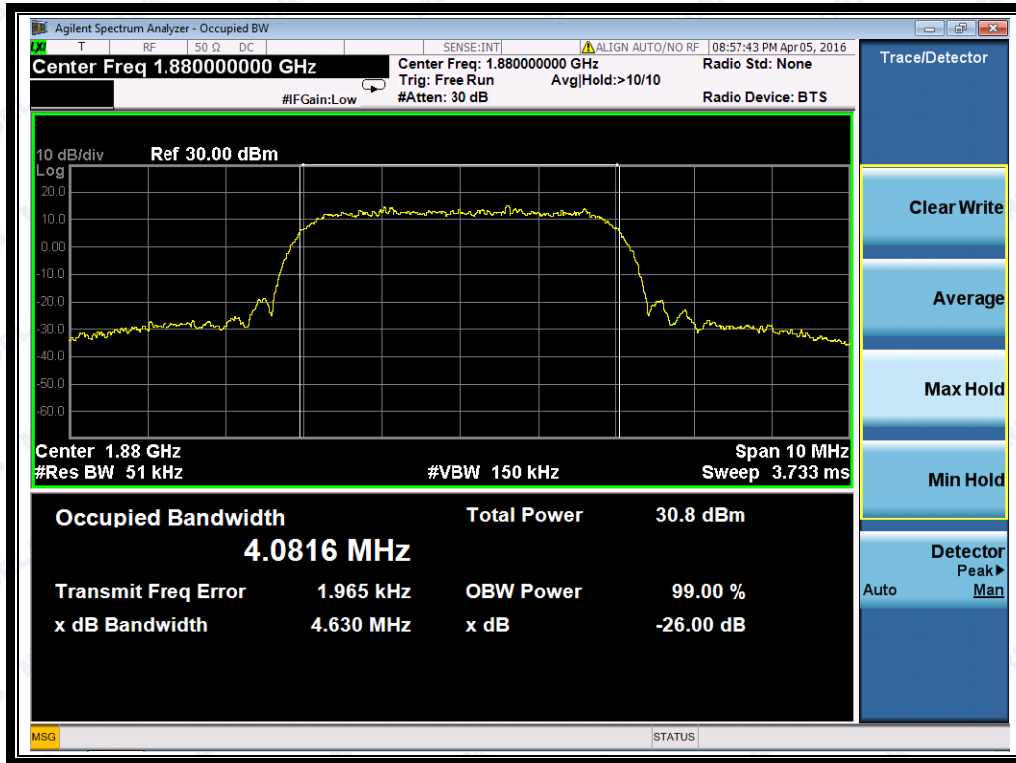 Agilent Spectrum Analyzer - Occupied BW
LXI T RF 50 Ω DC SENSE:INT ALIGN AUTO/NO RF 08:57:43 PM Apr 05, 2016
Center Freq 1.880000000 GHz
Center Freq: 1.880000000 GHz Radio Std: None
Trig: Free Run Avg|Hold:>10/10
#IFGain:Low #Atten: 30 dB Radio Device: BTS
Trace/Detector
10 dB/div Ref 30.00 dBm
Log
20.0
10.0
0.00
-10.0
-20.0
-30.0
-40.0
-50.0
-60.0
Center 1.88 GHz Span 10 MHz
#Res BW 51 kHz #VBW 150 kHz Sweep 3.733 ms
Occupied Bandwidth Total Power 30.8 dBm
4.0816 MHz
Transmit Freq Error 1.965 kHz OBW Power 99.00 %
x dB Bandwidth 4.630 MHz x dB -26.00 dB
Clear Write
Average
Max Hold
Min Hold
Detector
Peak▶
Auto Man
MSG STATUS